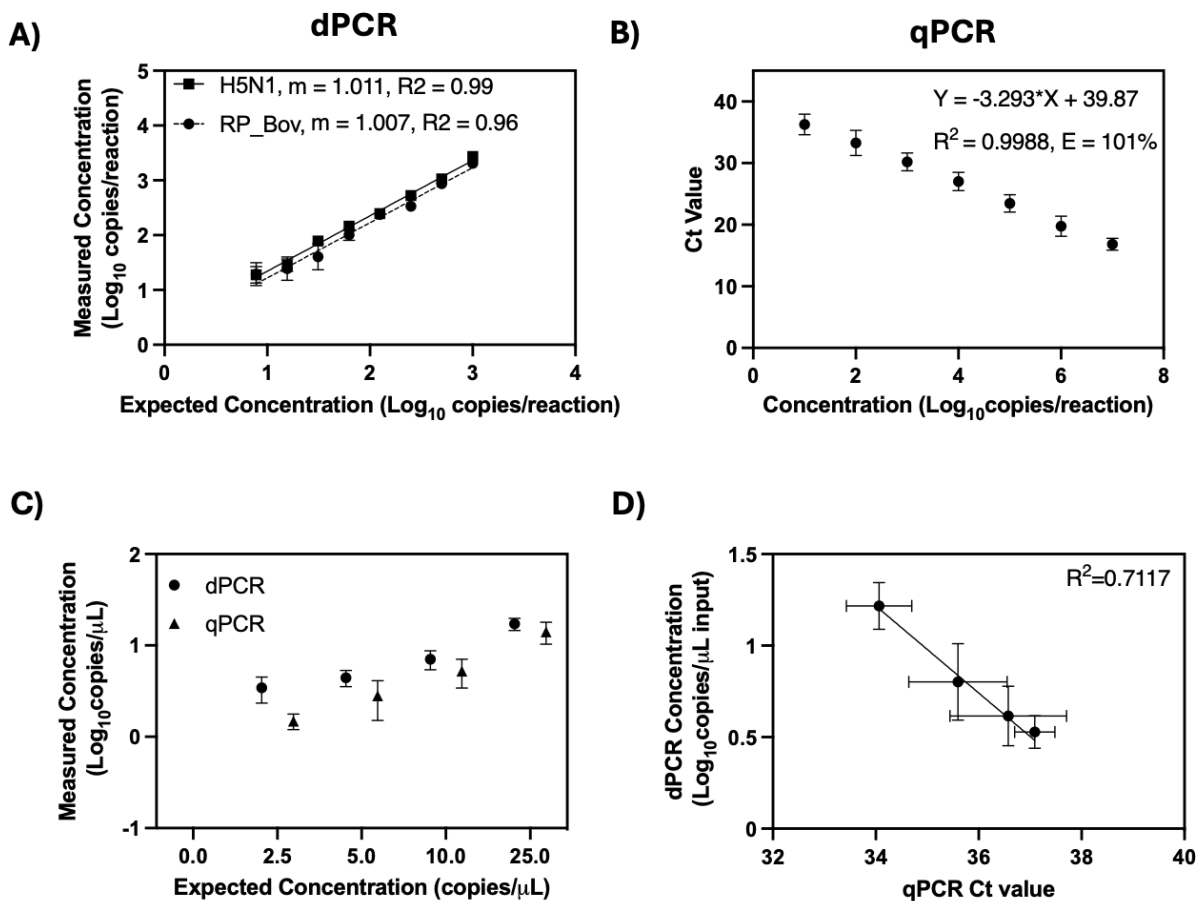 A)
dPCR
Measured Concentration
(Log10 copies/reaction)
5
4
3
2
1
0
H5N1, m = 1.011, R2 = 0.99
RP_Bov, m = 1.007, R2 = 0.96
0 1 2 3 4
Expected Concentration (Log10 copies/reaction)
B)
qPCR
Ct Value
40
30
20
10
0
Y = -3.293*X + 39.87
R2 = 0.9988, E = 101%
0 2 4 6 8
Concentration (Log10copies/reaction)
C)
Measured Concentration
(Log10copies/μL)
2
1
0
-1
dPCR
qPCR
0.0 2.5 5.0 10.0 25.0
Expected Concentration (copies/μL)
D)
dPCR Concentration
(Log10copies/μL input)
1.5
1
0.5
0
R2=0.7117
32 34 36 38 40
qPCR Ct value